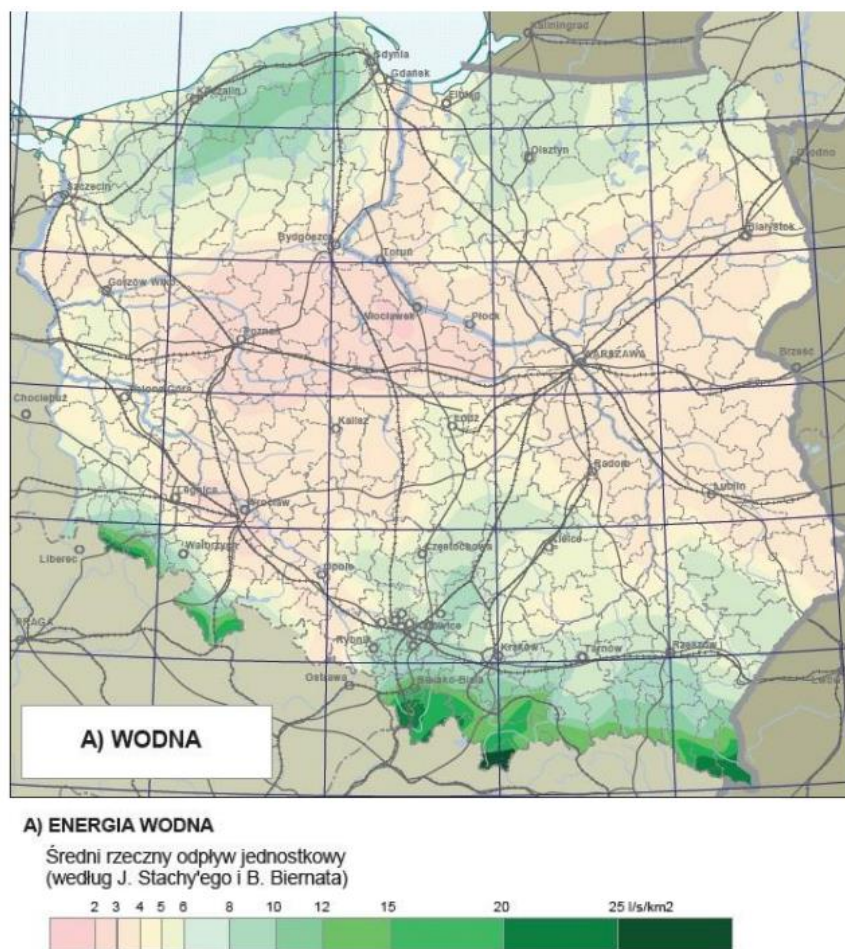 Kaliningrad
Gdynia
Gdańsk
Koszalin
Elbląg
Olsztyn
Grodno
Szczecin
Białystok
Bydgoszcz
Toruń
Gorzów Wlkp.
Włocławek
Płock
Poznań
WARSZAWA
Brześć
Zielona Góra
Chociebuż
Kalisz
Łódź
Radom
Lublin
Legnica
Wrocław
Liberec
Wałbrzych
Częstochowa
Kielce
Opole
PRAGA
Katowice
Rybnik
Kraków
Tarnów
Rzeszów
Lwów
Ostrawa
Bielsko-Biała
A) WODNA
A) ENERGIA WODNA
Średni rzeczny odpływ jednostkowy
(według J. Stachy'ego i B. Biernata)
2 3 4 5 6 8 10 12 15 20 25 l/s/km2